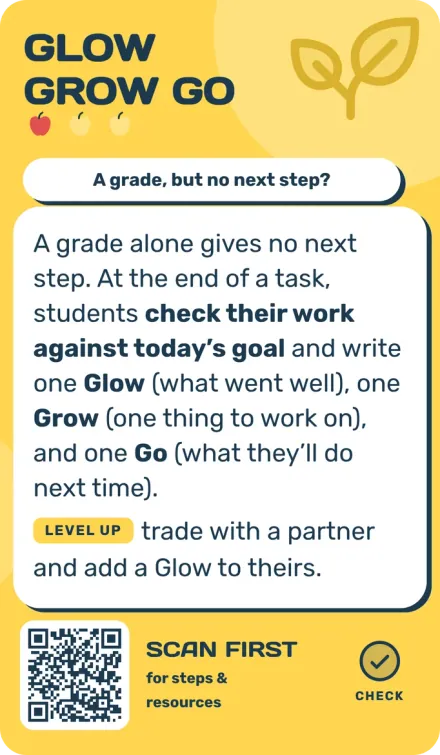 GLOW
GROW GO
A grade, but no next step?
A grade alone gives no next
step. At the end of a task,
students check their work
against today's goal and write
one Glow (what went well), one
Grow (one thing to work on),
and one Go (what they'll do
next time).
LEVEL UP trade with a partner
and add a Glow to theirs.
SCAN FIRST
for steps &
resources
CHECK